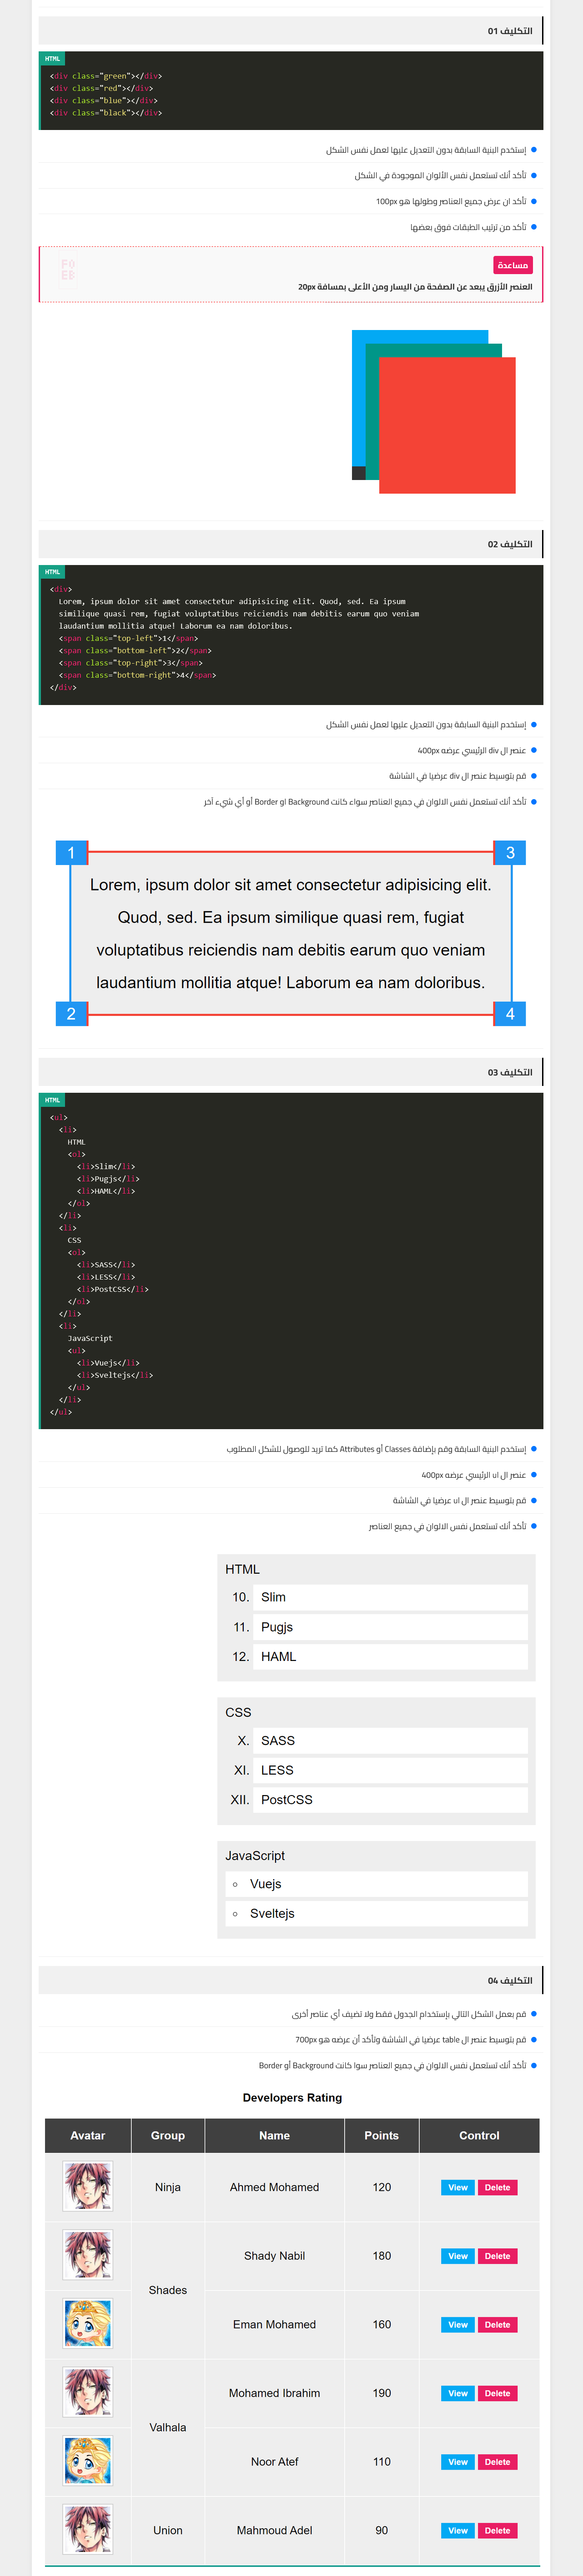 التكليف 01
HTML
<div class="green"></div>
<div class="red"></div>
<div class="blue"></div>
<div class="black"></div>
إستخدم البنية السابقة بدون التعديل عليها لعمل نفس الشكل
تأكد أنك تستعمل نفس الألوان الموجودة في الشكل
تأكد ان عرض جميع العناصر وطولها هو 100px
تأكد من ترتيب الطبقات فوق بعضها
مساعدة
العنصر الأزرق يبعد عن الصفحة من اليسار ومن الأعلى بمسافة 20px
التكليف 02
HTML
<div>
Lorem, ipsum dolor sit amet consectetur adipisicing elit. Quod, sed. Ea ipsum
similique quasi rem, fugiat voluptatibus reiciendis nam debitis earum quo veniam
laudantium mollitia atque! Laborum ea nam doloribus.
<span class="top-left">1</span>
<span class="bottom-left">2</span>
<span class="top-right">3</span>
<span class="bottom-right">4</span>
</div>
إستخدم البنية السابقة بدون التعديل عليها لعمل نفس الشكل
عنصر ال div الرئيسي عرضه 400px
قم بتوسيط عنصر ال div عرضيا في الشاشة
تأكد أنك تستعمل نفس الالوان في جميع العناصر سواء كانت Background او Border أو أي شيء آخر
1 3
Lorem, ipsum dolor sit amet consectetur adipisicing elit.
Quod, sed. Ea ipsum similique quasi rem, fugiat
voluptatibus reiciendis nam debitis earum quo veniam
laudantium mollitia atque! Laborum ea nam doloribus.
2 4
التكليف 03
HTML
<ul>
<li>
HTML
<ol>
<li>Slim</li>
<li>Pugjs</li>
<li>HAML</li>
</ol>
</li>
<li>
CSS
<ol>
<li>SASS</li>
<li>LESS</li>
<li>PostCSS</li>
</ol>
</li>
<li>
JavaScript
<ul>
<li>Vuejs</li>
<li>Sveltejs</li>
</ul>
</li>
</ul>
إستخدم البنية السابقة وقم بإضافة Classes أو Attributes كما تريد للوصول للشكل المطلوب
عنصر ال ul الرئيسي عرضه 400px
قم بتوسيط عنصر ال ul عرضيا في الشاشة
تأكد أنك تستعمل نفس الالوان في جميع العناصر
HTML
10. Slim
11. Pugjs
12. HAML
CSS
X. SASS
XI. LESS
XII. PostCSS
JavaScript
Vuejs
Sveltejs
التكليف 04
قم بعمل الشكل التالي بإستخدام الجدول فقط ولا تضيف أي عناصر أخرى
قم بتوسيط عنصر ال table عرضيا في الشاشة وتأكد أن عرضه هو 700px
تأكد أنك تستعمل نفس الالوان في جميع العناصر سوا كانت Background أو Border
Developers Rating
Avatar Group Name Points Control
Ninja Ahmed Mohamed 120 View Delete
Shady Nabil 180 View Delete
Shades
Eman Mohamed 160 View Delete
Mohamed Ibrahim 190 View Delete
Valhala
Noor Atef 110 View Delete
Union Mahmoud Adel 90 View Delete